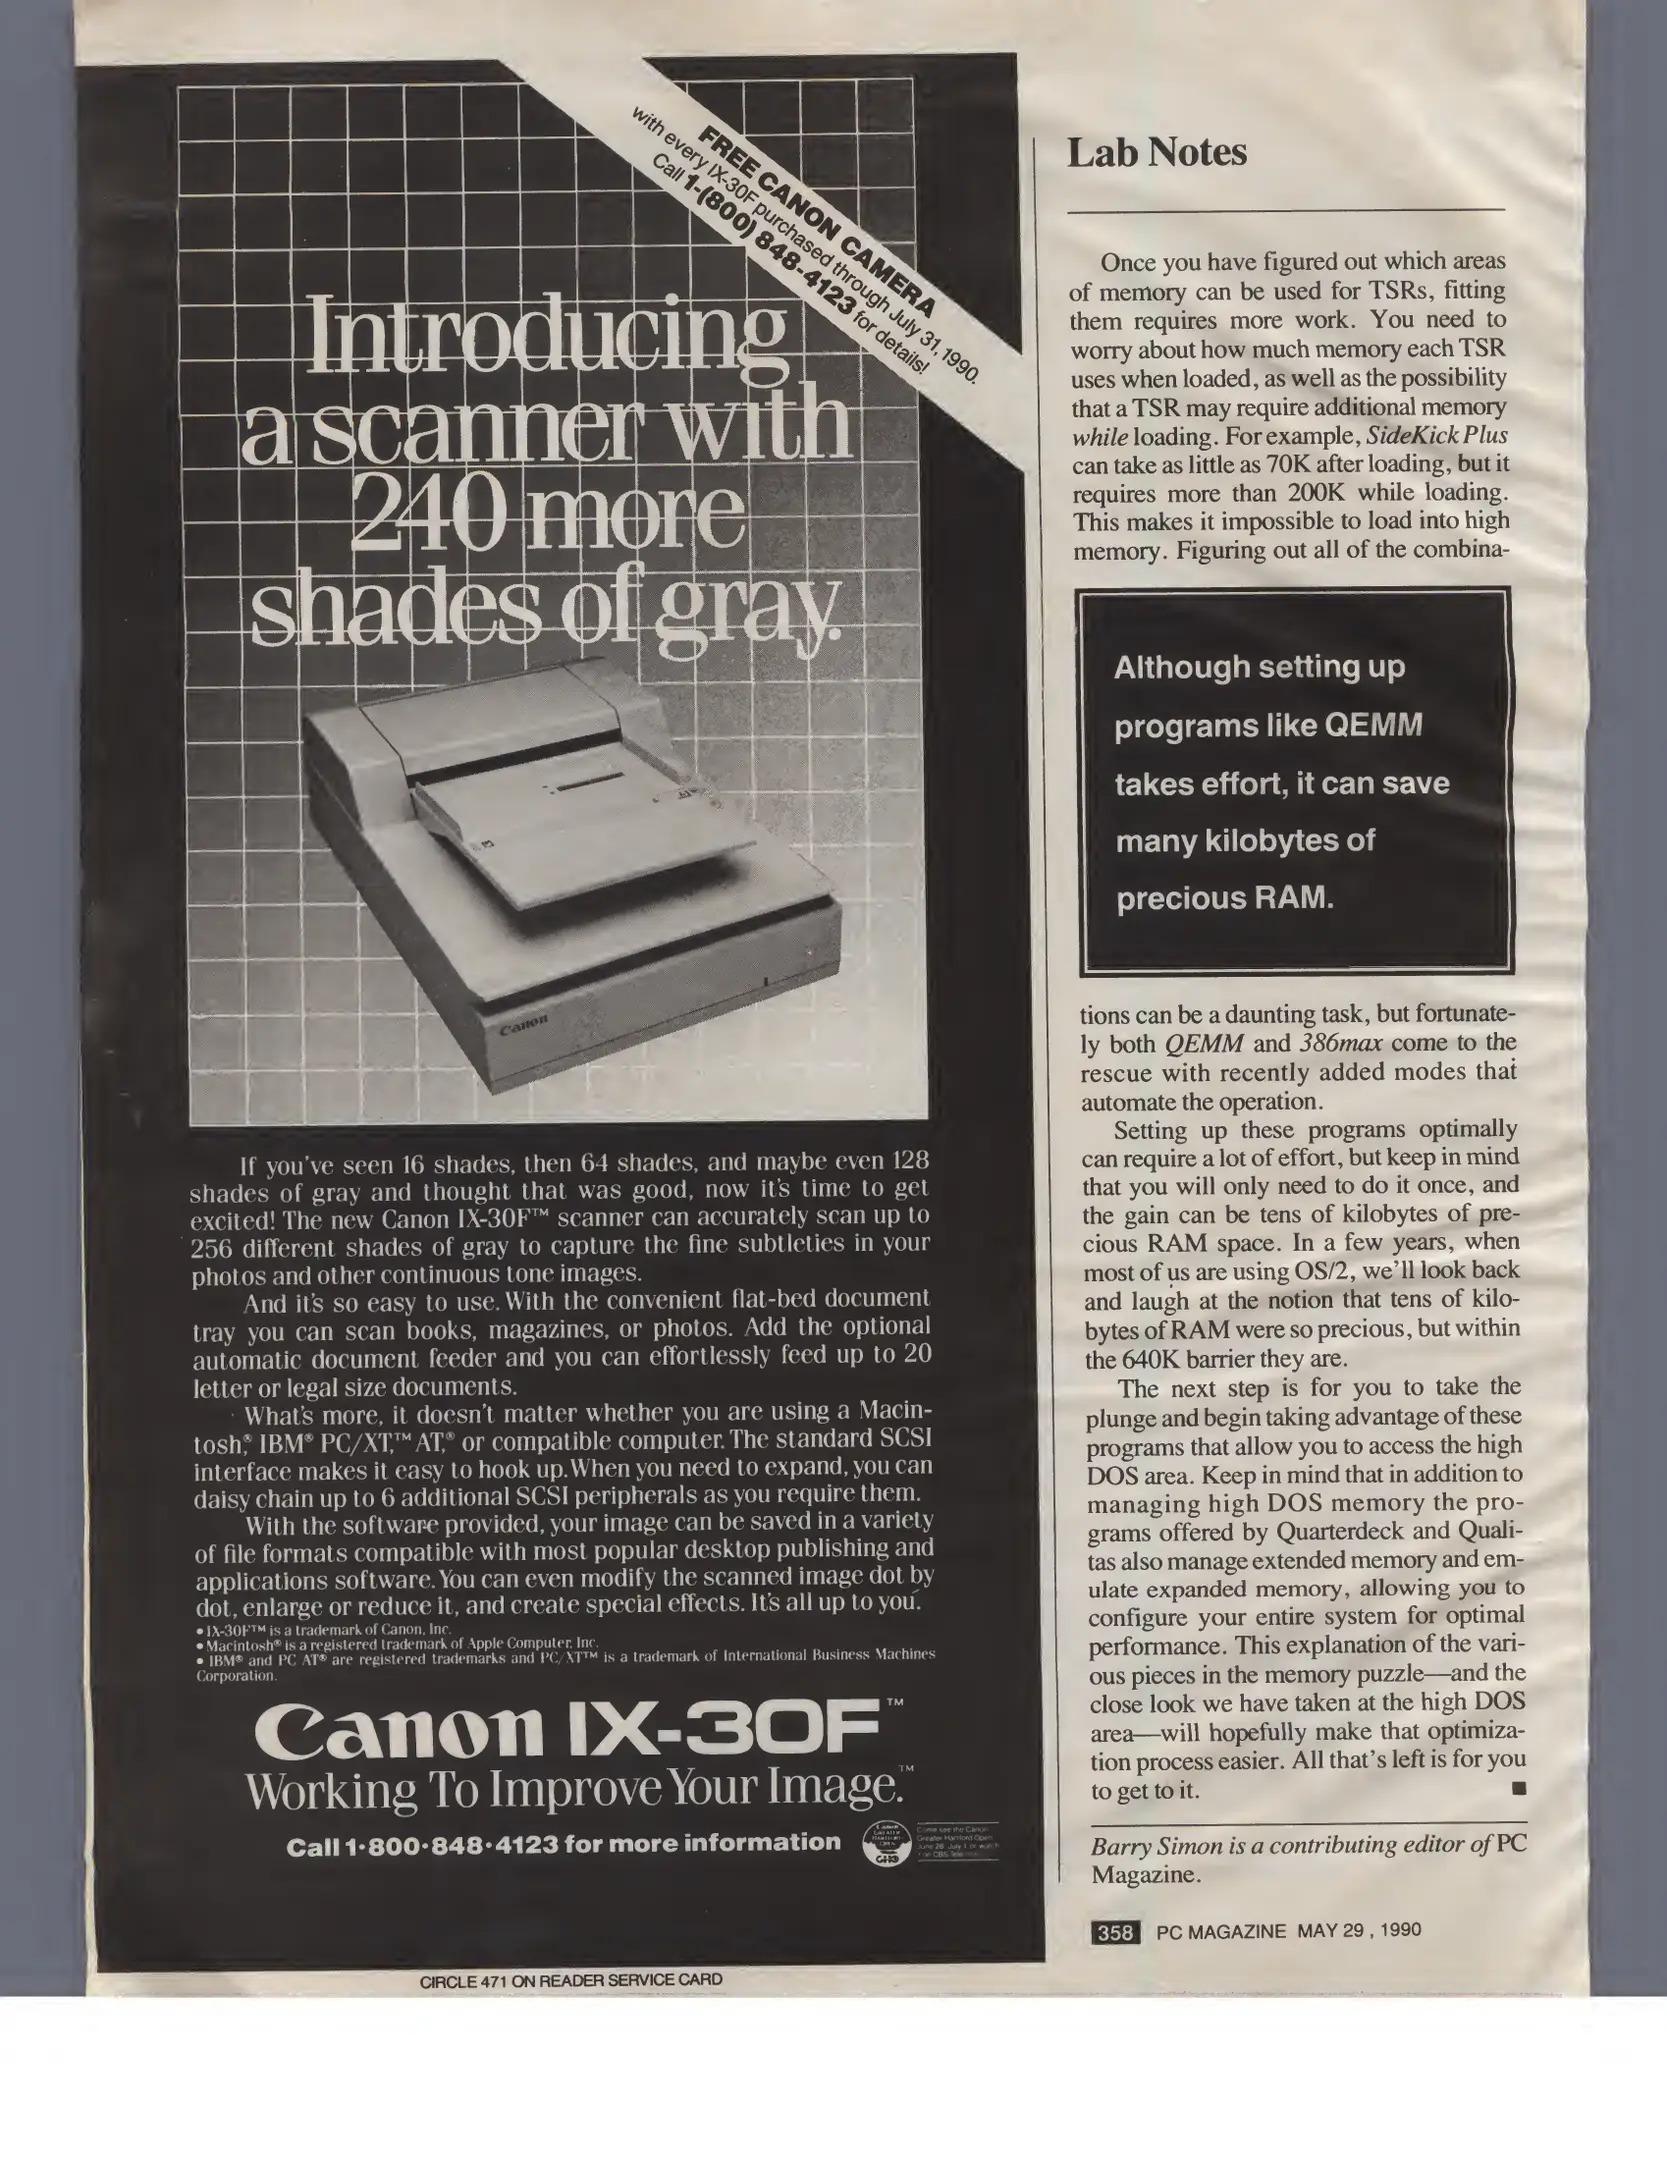 FREE CANON CAMERA
with every IX-30F purchased through July 31, 1990.
Call 1-(800) 848-4123 for details!
Introducing
a scanner with
240 more
shades of gray.
Canon
If you've seen 16 shades, then 64 shades, and maybe even 128
shades of gray and thought that was good, now it's time to get
excited! The new Canon IX-30F™ scanner can accurately scan up to
256 different shades of gray to capture the fine subtleties in your
photos and other continuous tone images.
And it's so easy to use. With the convenient flat-bed document
tray you can scan books, magazines, or photos. Add the optional
automatic document feeder and you can effortlessly feed up to 20
letter or legal size documents.
What's more, it doesn't matter whether you are using a Macin-
tosh,® IBM® PC/XT,™ AT,® or compatible computer. The standard SCSI
interface makes it easy to hook up. When you need to expand, you can
daisy chain up to 6 additional SCSI peripherals as you require them.
With the software provided, your image can be saved in a variety
of file formats compatible with most popular desktop publishing and
applications software. You can even modify the scanned image dot by
dot, enlarge or reduce it, and create special effects. It's all up to you.
• IX-30F™ is a trademark of Canon, Inc.
• Macintosh® is a registered trademark of Apple Computer, Inc.
• IBM® and PC AT® are registered trademarks and PC/XT™ is a trademark of International Business Machines
Corporation.
Canon IX-30F™
Working To Improve Your Image.™
Call 1•800•848•4123 for more information
Come see the Canon
Greater Hartford Open
CIRCLE 471 ON READER SERVICE CARD
Lab Notes
Once you have figured out which areas
of memory can be used for TSRs, fitting
them requires more work. You need to
worry about how much memory each TSR
uses when loaded, as well as the possibility
that a TSR may require additional memory
while loading. For example, SideKick Plus
can take as little as 70K after loading, but it
requires more than 200K while loading.
This makes it impossible to load into high
memory. Figuring out all of the combina-
Although setting up
programs like QEMM
takes effort, it can save
many kilobytes of
precious RAM.
tions can be a daunting task, but fortunate-
ly both QEMM and 386max come to the
rescue with recently added modes that
automate the operation.
Setting up these programs optimally
can require a lot of effort, but keep in mind
that you will only need to do it once, and
the gain can be tens of kilobytes of pre-
cious RAM space. In a few years, when
most of us are using OS/2, we'll look back
and laugh at the notion that tens of kilo-
bytes of RAM were so precious, but within
the 640K barrier they are.
The next step is for you to take the
plunge and begin taking advantage of these
programs that allow you to access the high
DOS area. Keep in mind that in addition to
managing high DOS memory the pro-
grams offered by Quarterdeck and Quali-
tas also manage extended memory and em-
ulate expanded memory, allowing you to
configure your entire system for optimal
performance. This explanation of the vari-
ous pieces in the memory puzzle—and the
close look we have taken at the high DOS
area—will hopefully make that optimiza-
tion process easier. All that's left is for you
to get to it. ■
Barry Simon is a contributing editor of PC
Magazine.
358 PC MAGAZINE MAY 29, 1990